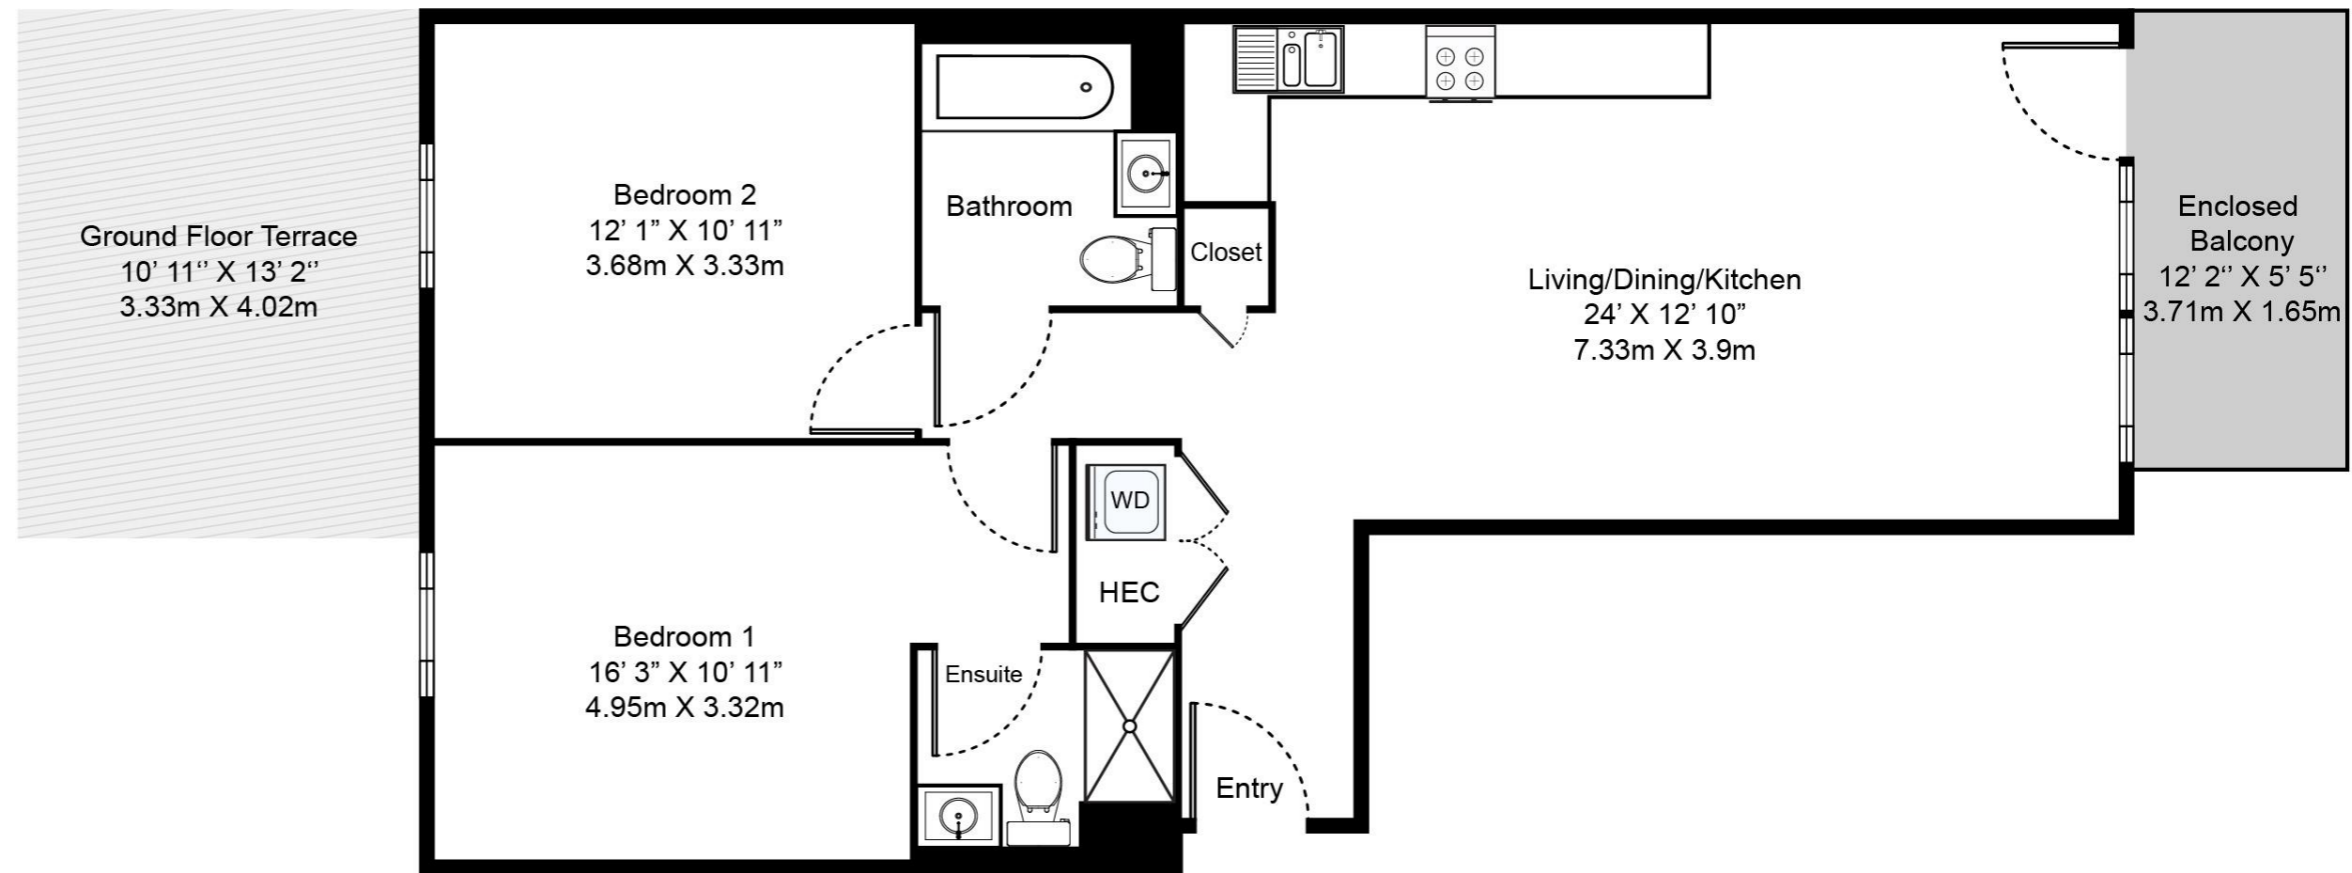 Ground Floor Terrace
10’ 11‘‘ X 13’ 2‘‘
3.33m X 4.02m
Bedroom 2
12’ 1” X 10’ 11”
3.68m X 3.33m
Bathroom
Closet
Living/Dining/Kitchen
24’ X 12’ 10”
7.33m X 3.9m
Enclosed
Balcony
12’ 2‘‘ X 5’ 5‘‘
3.71m X 1.65m
WD
HEC
Bedroom 1
16’ 3” X 10’ 11”
4.95m X 3.32m
Ensuite
Entry